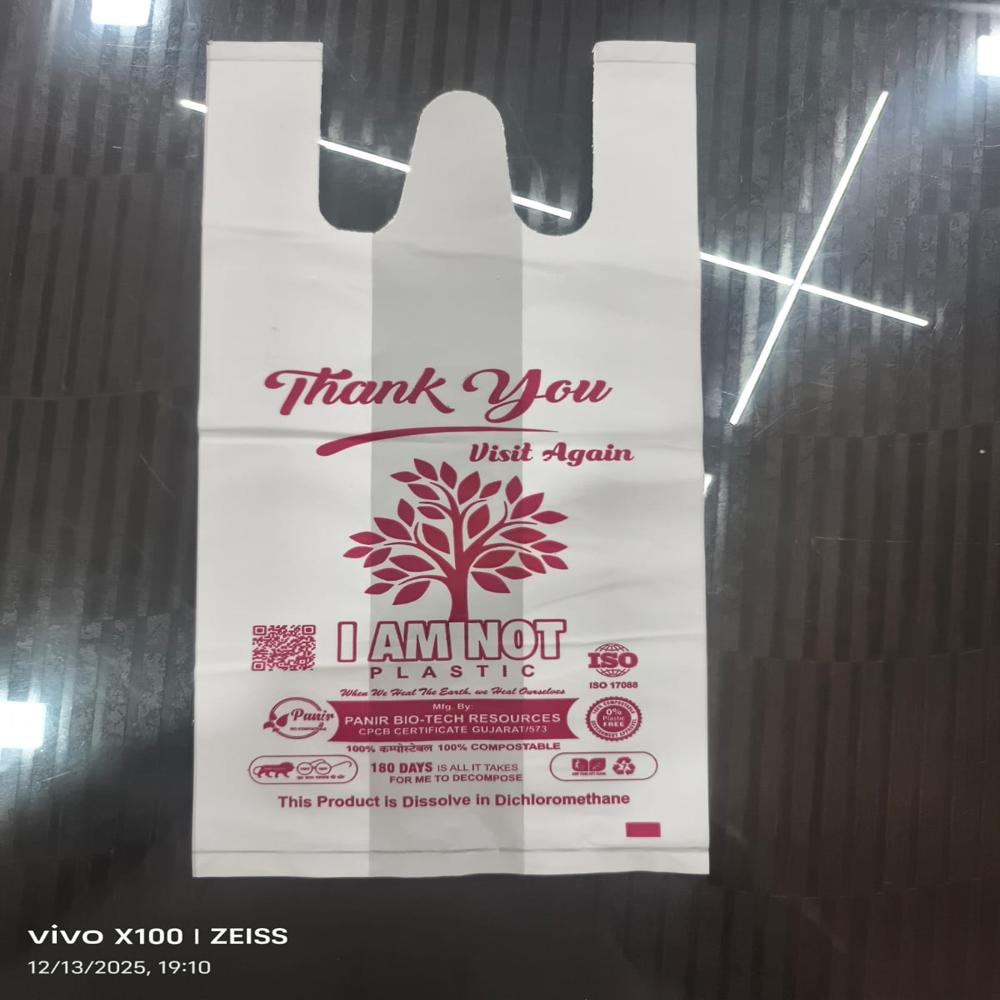 Thank You
Visit Again
I AM NOT
PLASTIC
When We Heal The Earth, we Heal Ourselves
ISO
ISO 17088
Panir
Mfg. By:
PANIR BIO-TECH RESOURCES
CPCB CERTIFICATE GUJARAT/573
0%
Plastic
FREE
100% कम्पोस्टेबल 100% COMPOSTABLE
180 DAYS IS ALL IT TAKES
FOR ME TO DECOMPOSE
This Product is Dissolve in Dichloromethane
vivo X100 | ZEISS
12/13/2025, 19:10